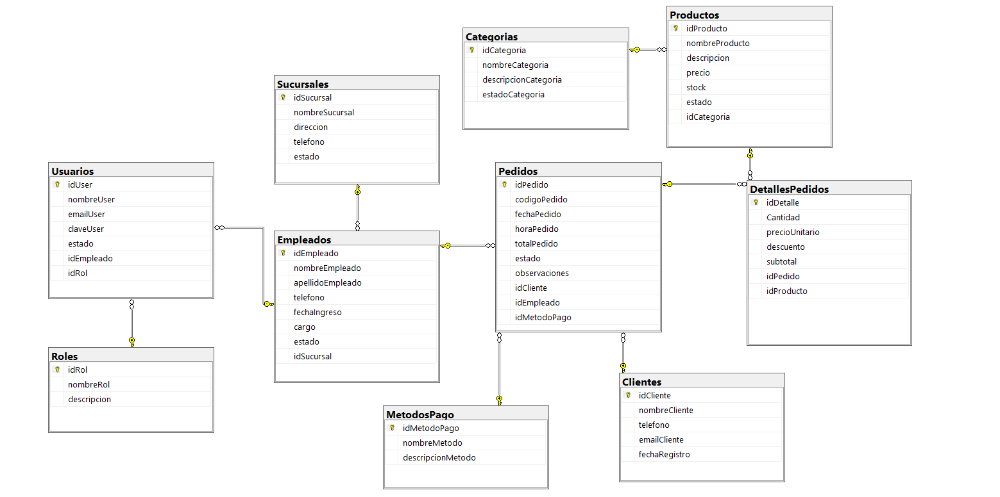 Productos
idProducto
nombreProducto
descripcion
precio
stock
estado
idCategoria
Categorias
idCategoria
nombreCategoria
descripcionCategoria
estadoCategoria
Sucursales
idSucursal
nombreSucursal
direccion
telefono
estado
Usuarios
idUser
nombreUser
emailUser
claveUser
estado
idEmpleado
idRol
Pedidos
idPedido
codigoPedido
fechaPedido
horaPedido
totalPedido
estado
observaciones
idCliente
idEmpleado
idMetodoPago
DetallesPedidos
idDetalle
Cantidad
precioUnitario
descuento
subtotal
idPedido
idProducto
Empleados
idEmpleado
nombreEmpleado
apellidoEmpleado
telefono
fechaIngreso
cargo
estado
idSucursal
Roles
idRol
nombreRol
descripcion
Clientes
idCliente
nombreCliente
telefono
emailCliente
fechaRegistro
MetodosPago
idMetodoPago
nombreMetodo
descripcionMetodo